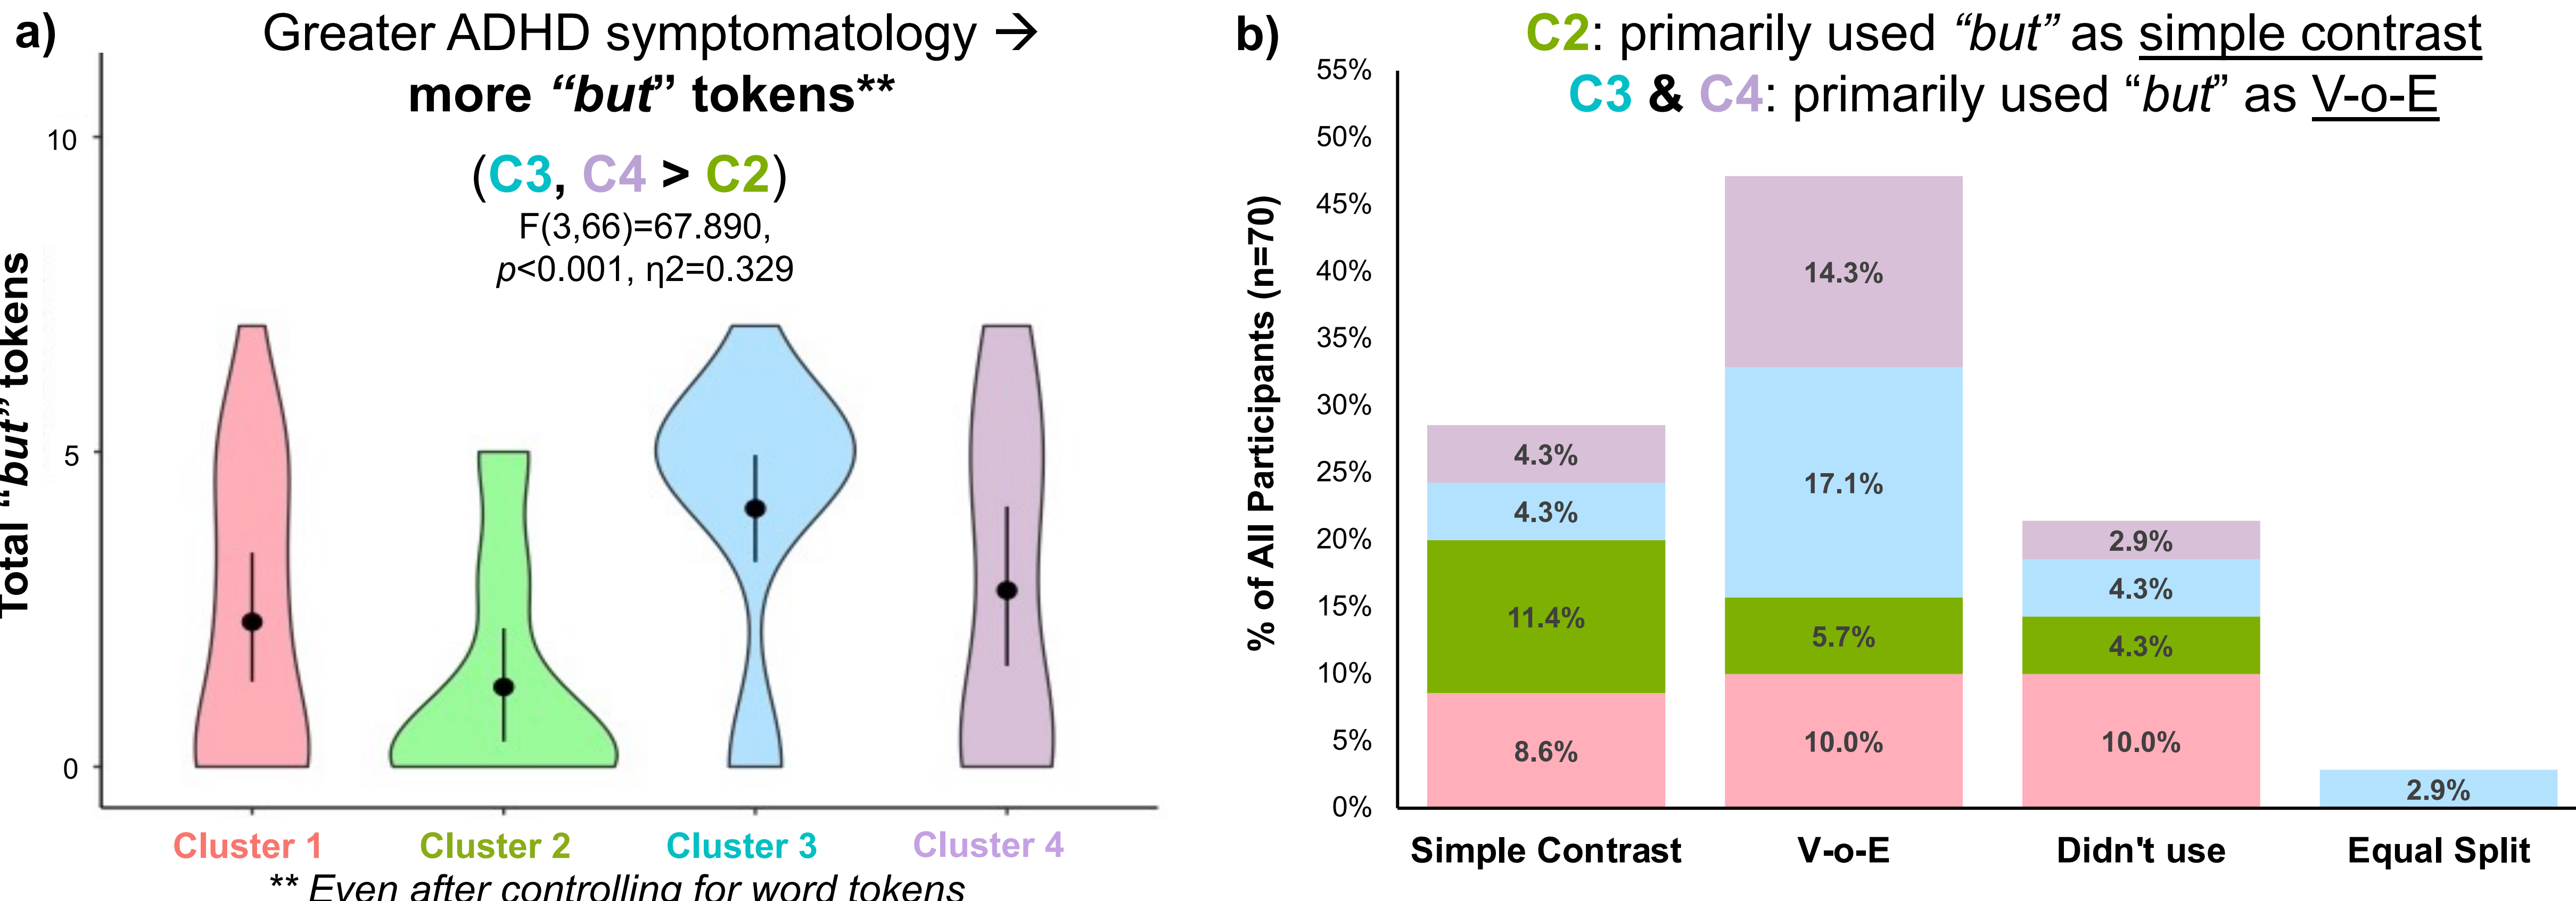 a)
Greater ADHD symptomatology →
more “but” tokens**
(C3, C4 > C2)
F(3,66)=67.890,
p<0.001, η2=0.329
Total “but” tokens
10
5
0
Cluster 1
Cluster 2
Cluster 3
Cluster 4
** Even after controlling for word tokens
b)
C2: primarily used “but” as simple contrast
C3 & C4: primarily used “but” as V-o-E
% of All Participants (n=70)
55%
50%
45%
40%
35%
30%
25%
20%
15%
10%
5%
0%
4.3%
4.3%
11.4%
8.6%
14.3%
17.1%
5.7%
10.0%
2.9%
4.3%
4.3%
10.0%
2.9%
Simple Contrast
V-o-E
Didn't use
Equal Split